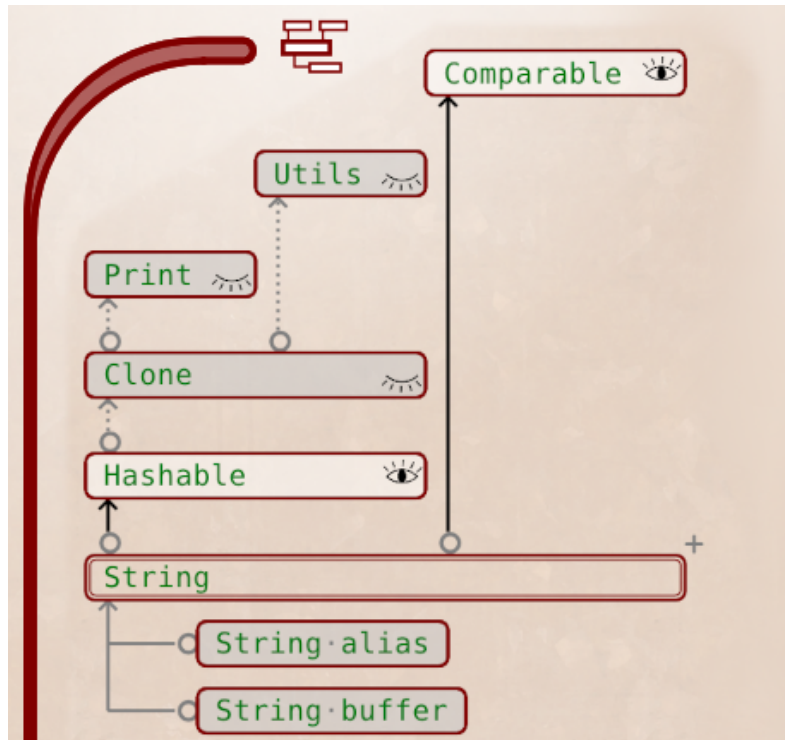 Comparable
Utils
Print
Clone
Hashable
+
String
String·alias
String·buffer